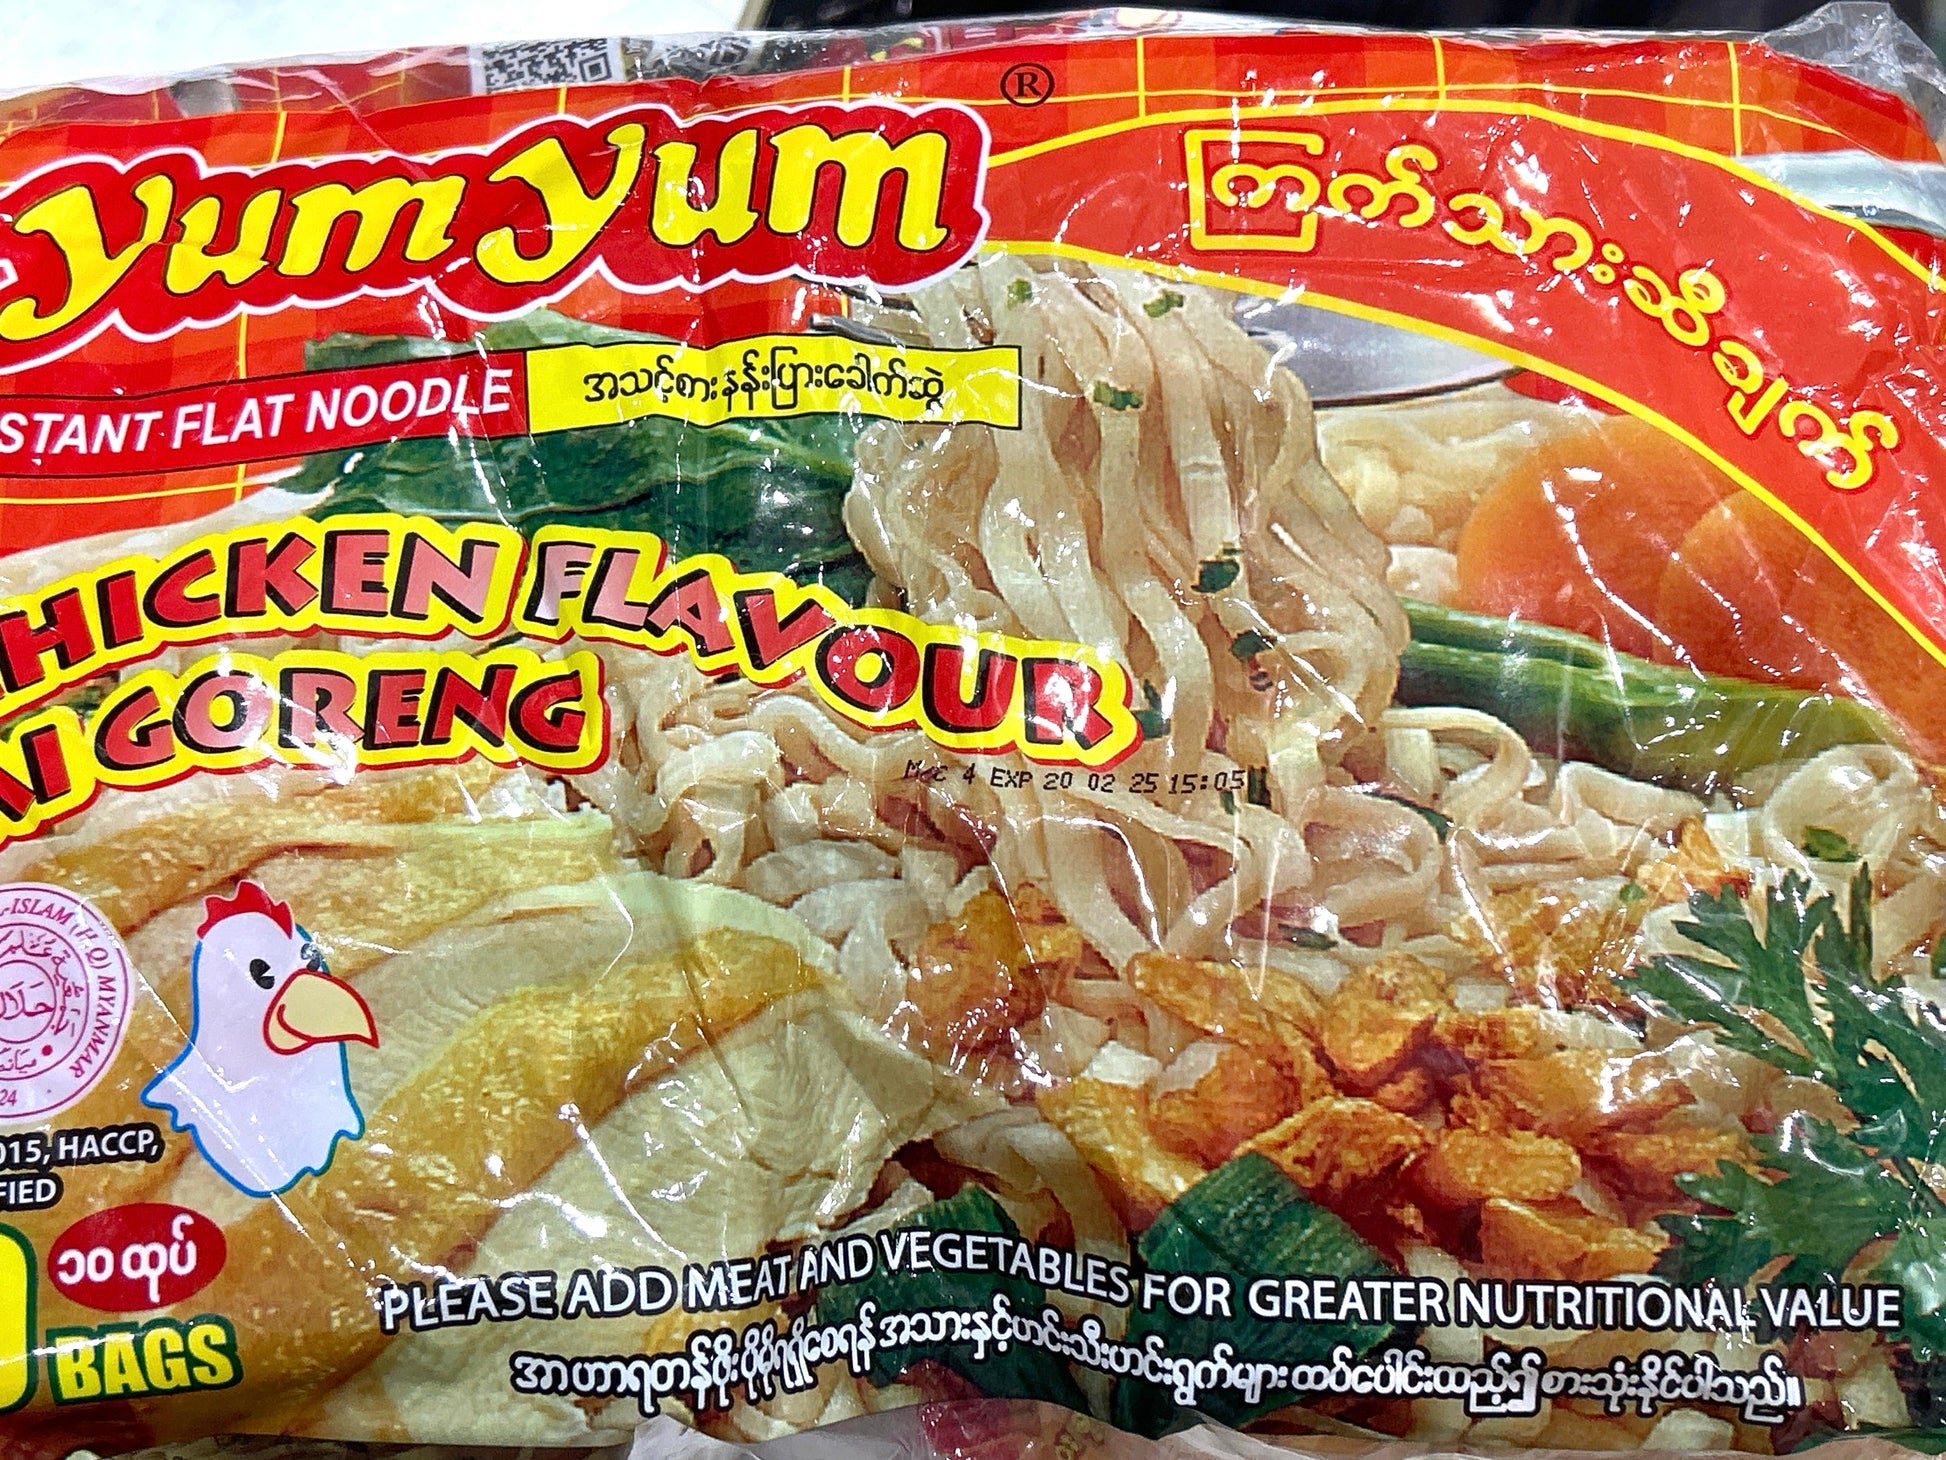 yum yum ®
ကြက်သားဆီချက်
STANT FLAT NOODLE
အသင့်စားနန်းပြားခေါက်ဆွဲ
HICKEN FLAVOUR
GORENG
EXP 20 02 25 15:05
-ISLAM (H.Q) MYANMAR
حلال
24
015, HACCP,
FIED
၁၀ ထုပ်
BAGS
PLEASE ADD MEAT AND VEGETABLES FOR GREATER NUTRITIONAL VALUE
အာဟာရတန်ဖိုးပိုမိုရရှိစေရန် အသားနှင့်ဟင်းသီးဟင်းရွက်များ ထပ်ပေါင်းထည့်၍ စားသုံးနိုင်ပါသည်။